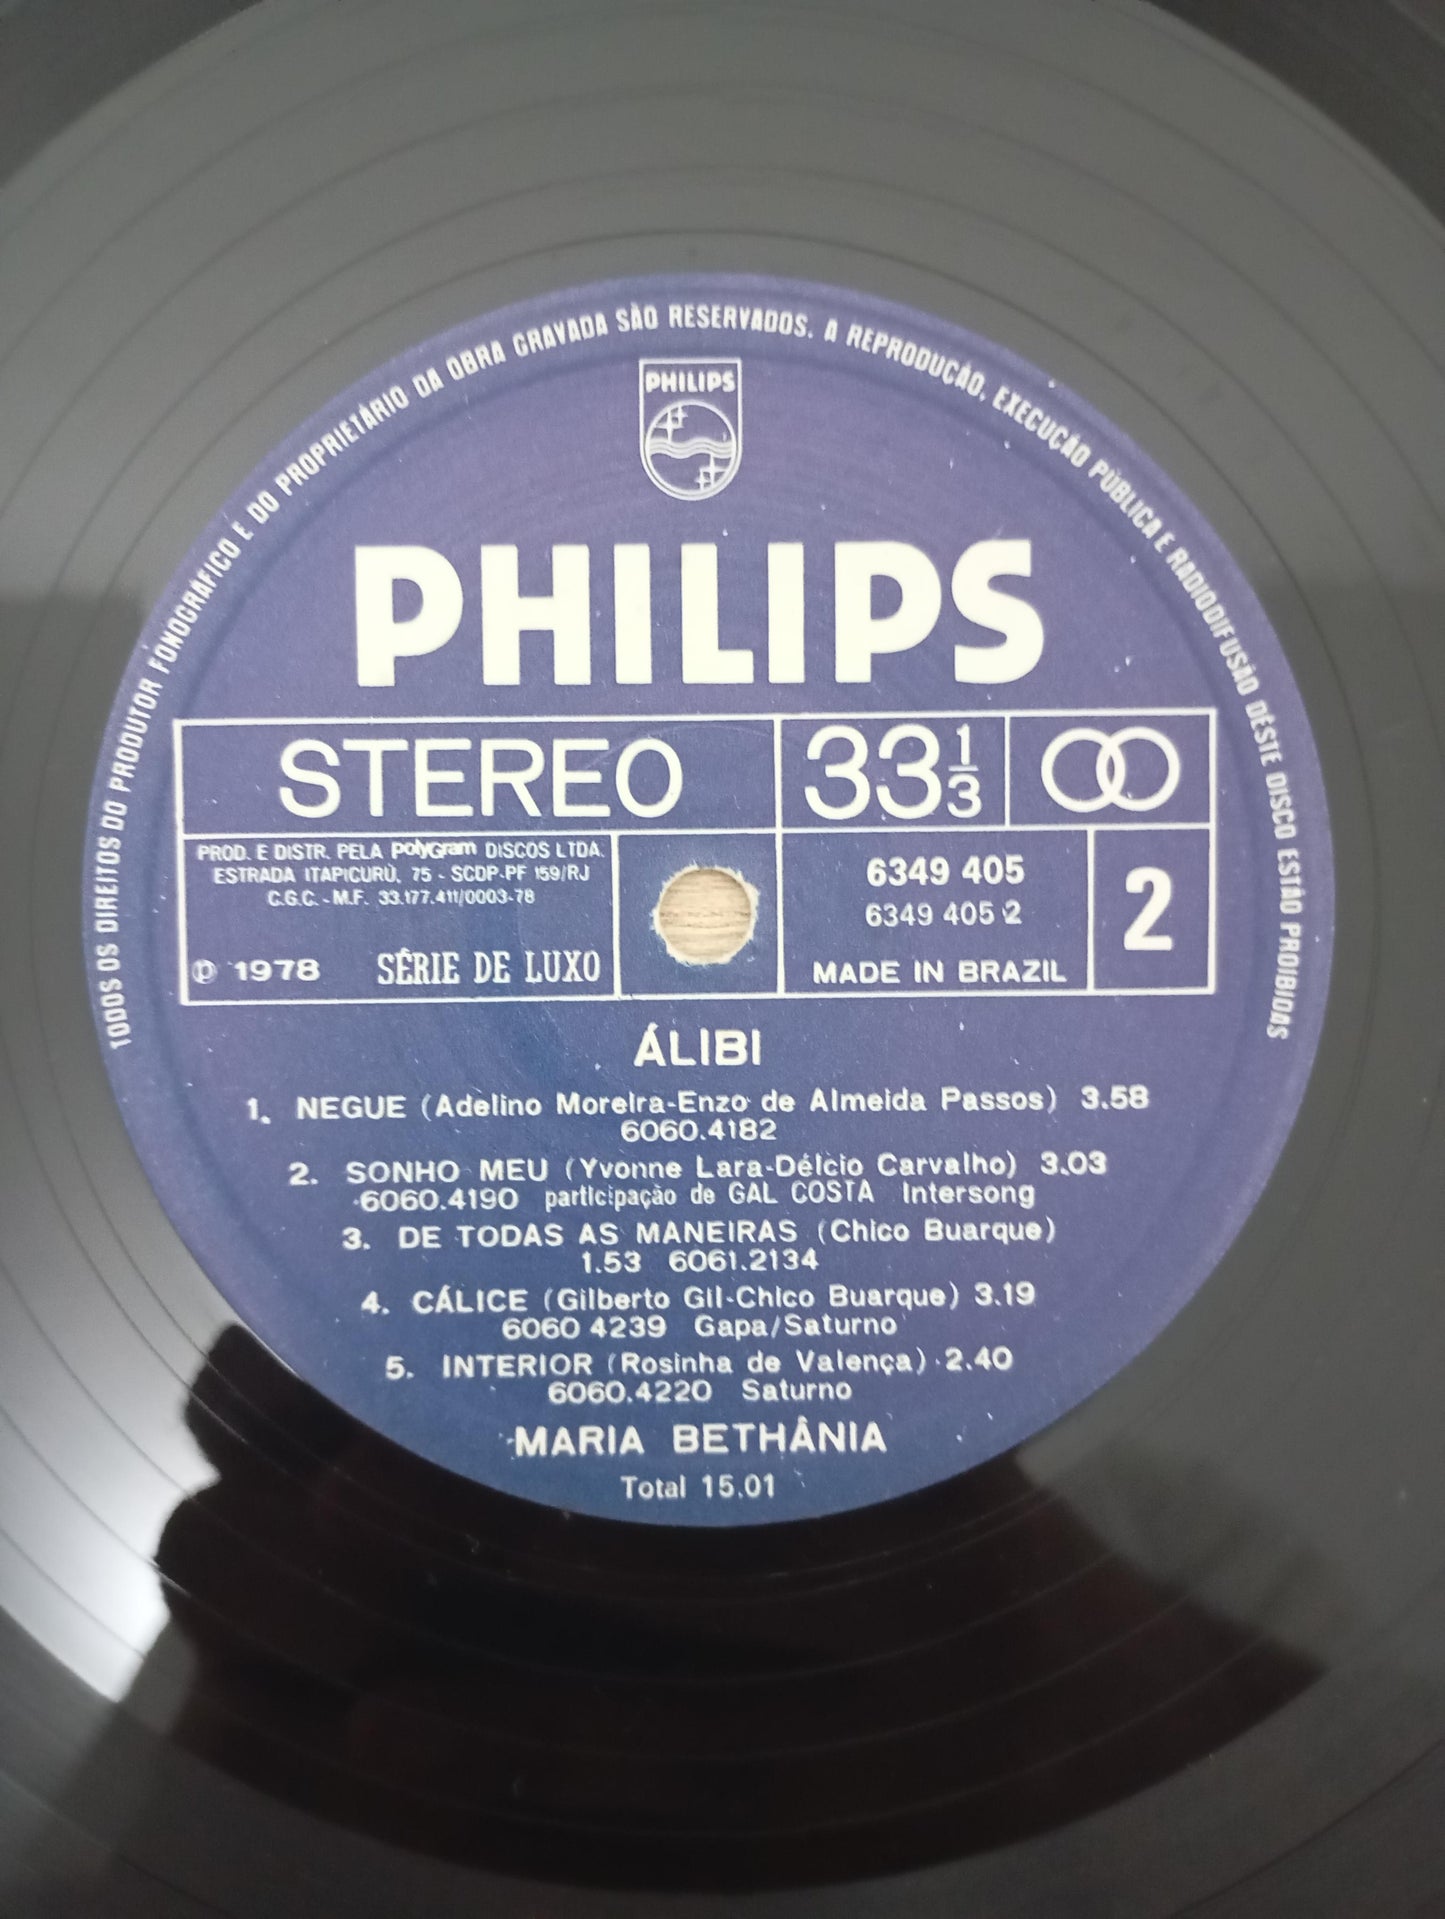 TODOS OS DIREITOS DO PRODUTOR FONOGRÁFICO E DO PROPRIETÁRIO DA OBRA GRAVADA SÃO RESERVADOS. A REPRODUÇÃO, EXECUÇÃO PÚBLICA E RADIODIFUSÃO DÊSTE DISCO ESTÃO PROIBIDAS
PHILIPS
PHILIPS
STEREO 33 1/3
PROD. E DISTR. PELA PolyGram DISCOS LTDA.
ESTRADA ITAPICURÚ, 75 - SCDP-PF 159/RJ
C.G.C. - M.F. 33.177.411/0003-78
℗ 1978 SÉRIE DE LUXO
6349 405
6349 405 2
MADE IN BRAZIL
2
ÁLIBI
1. NEGUE (Adelino Moreira-Enzo de Almeida Passos) 3.58
6060.4182
2. SONHO MEU (Yvonne Lara-Délcio Carvalho) 3.03
6060.4190 participação de GAL COSTA Intersong
3. DE TODAS AS MANEIRAS (Chico Buarque)
1.53 6061.2134
4. CÁLICE (Gilberto Gil-Chico Buarque) 3.19
6060 4239 Gapa/Saturno
5. INTERIOR (Rosinha de Valença) 2.40
6060.4220 Saturno
MARIA BETHÂNIA
Total 15.01